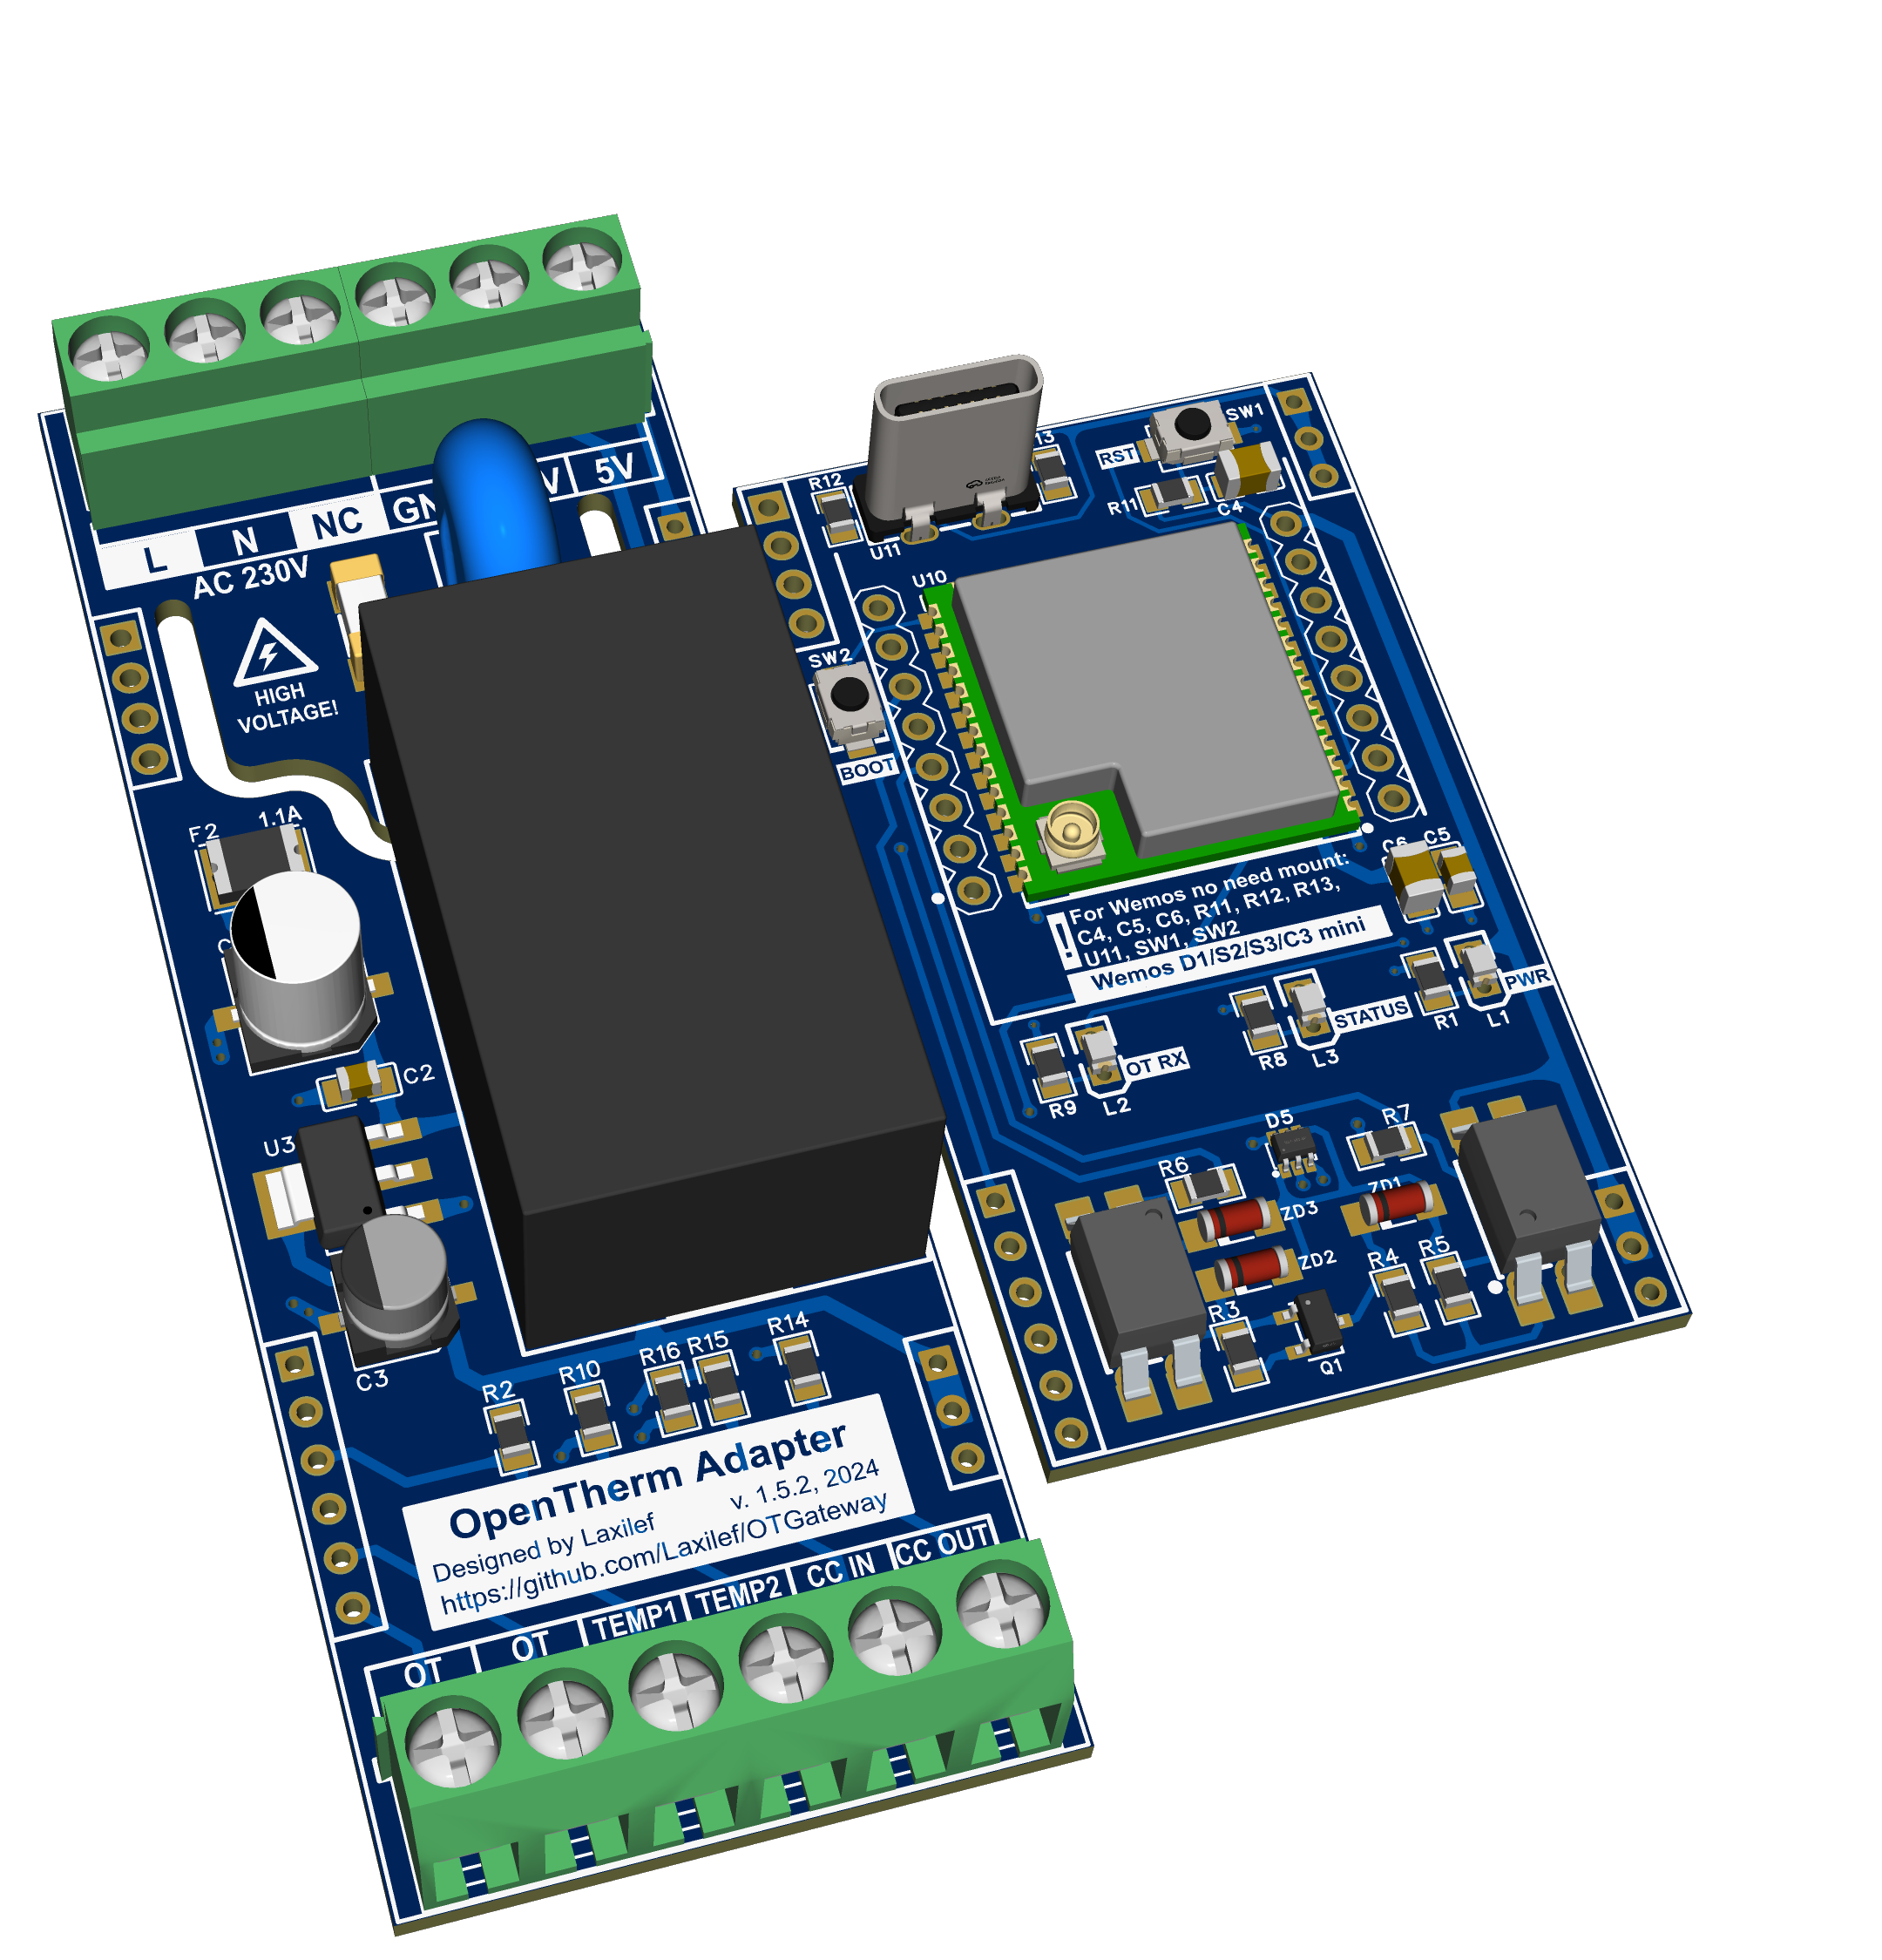 L
N
NC
5V
AC 230V
HIGH
VOLTAGE!
F2
1.1A
C2
U3
C3
R2
R10
R16
R15
R14
OpenTherm Adapter
v. 1.5.2, 2024
Designed by Laxilef
https://github.com/Laxilef/OTGateway
OT
OT
TEMP1
TEMP2
CC IN
CC OUT
R12
U11
13
RST
SW1
R11
C4
U10
SW2
BOOT
C6
C5
! For Wemos no need mount:
C4, C5, C6, R11, R12, R13,
U11, SW1, SW2
Wemos D1/S2/S3/C3 mini
R9
L2
OT RX
R8
L3
STATUS
R1
L1
PWR
D5
R7
R6
ZD3
ZD1
ZD2
R4
R5
R3
Q1